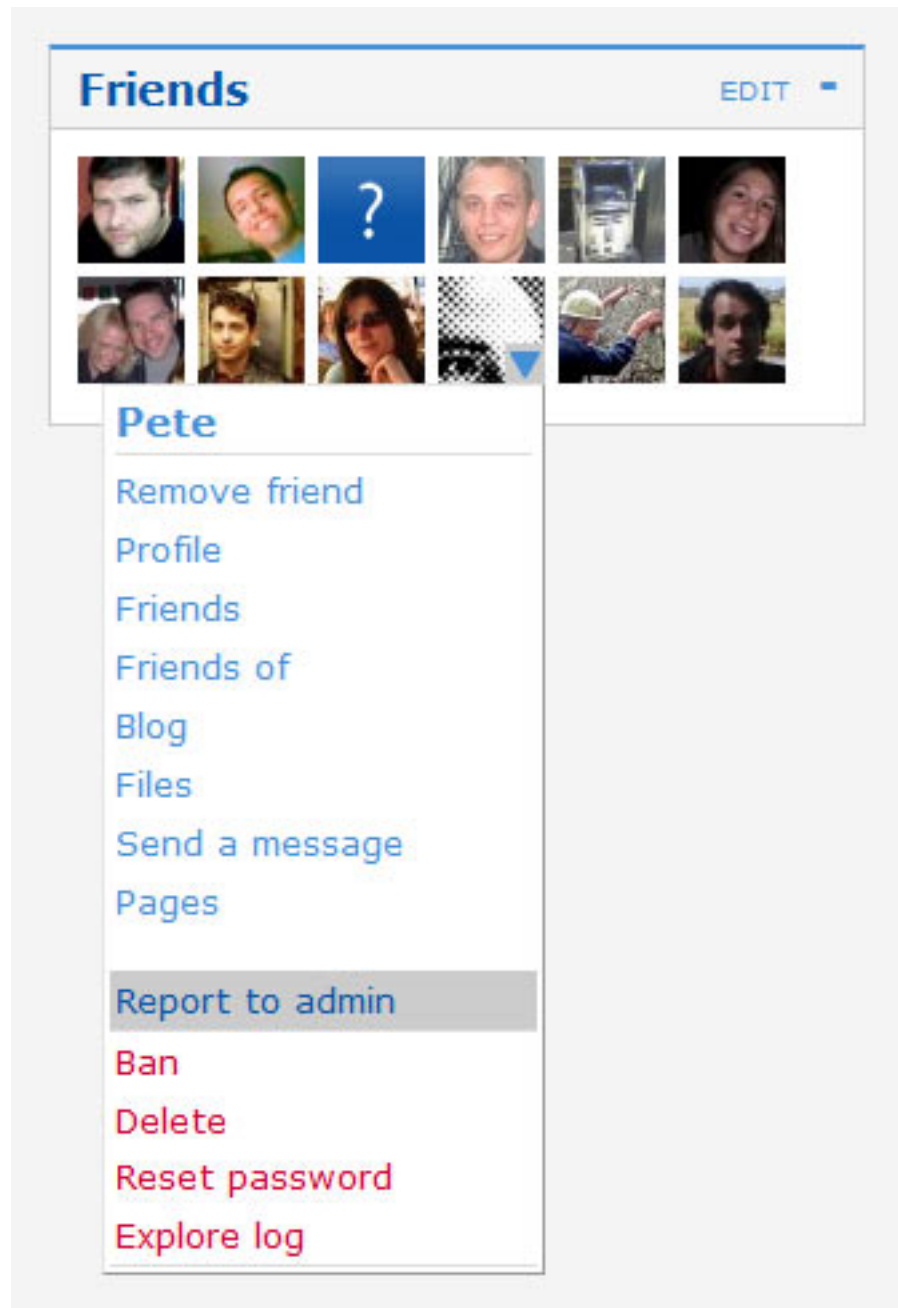 Friends EDIT -
?
Pete
Remove friend
Profile
Friends
Friends of
Blog
Files
Send a message
Pages
Report to admin
Ban
Delete
Reset password
Explore log